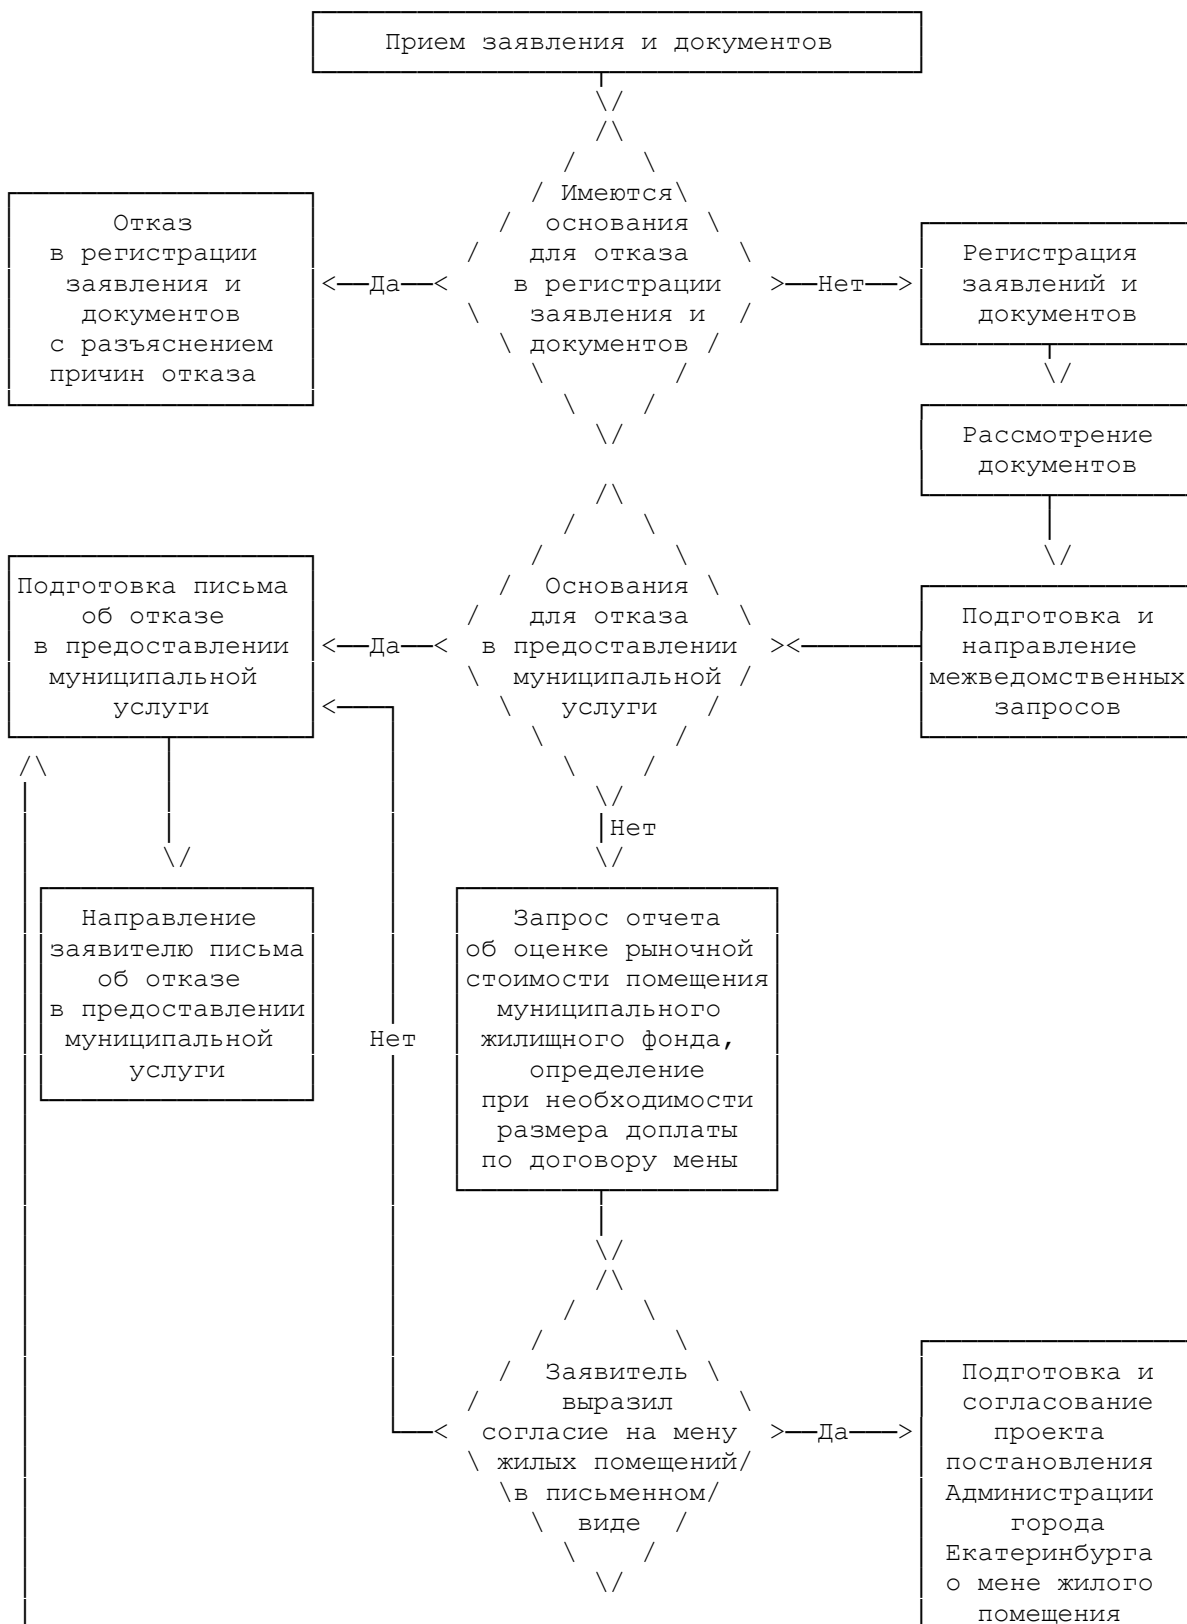 Прием заявления и документов
Имеются
основания
для отказа
в регистрации
заявления и
документов
Отказ
в регистрации
заявления и
документов
с разъяснением
причин отказа
Да
Нет
Регистрация
заявлений и
документов
Рассмотрение
документов
Подготовка и
направление
межведомственных
запросов
Основания
для отказа
в предоставлении
муниципальной
услуги
Да
Подготовка письма
об отказе
в предоставлении
муниципальной
услуги
Нет
Направление
заявителю письма
об отказе
в предоставлении
муниципальной
услуги
Запрос отчета
об оценке рыночной
стоимости помещения
муниципального
жилищного фонда,
определение
при необходимости
размера доплаты
по договору мены
Нет
Заявитель
выразил
согласие на мену
жилых помещений
в письменном
виде
Да
Подготовка и
согласование
проекта
постановления
Администрации
города
Екатеринбурга
о мене жилого
помещения